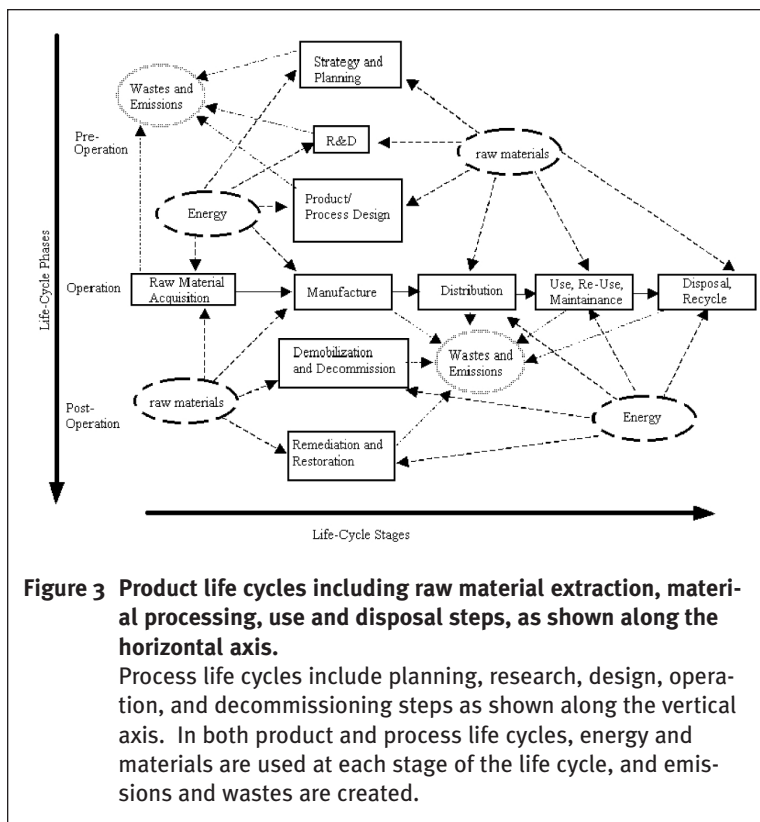 Strategy and
Planning
Wastes and
Emissions
Pre-
Operation
R&D
raw materials
Energy
Product/
Process Design
Life-Cycle Phases
Operation
Raw Material
Acquisition
Manufacture
Distribution
Use, Re-Use,
Maintainance
Disposal,
Recycle
Demobilization
and Decommission
Wastes and
Emissions
raw materials
Energy
Post-
Operation
Remediation and
Restoration
Life-Cycle Stages
Figure 3 Product life cycles including raw material extraction, materi-
al processing, use and disposal steps, as shown along the
horizontal axis.
Process life cycles include planning, research, design, opera-
tion, and decommissioning steps as shown along the vertical
axis. In both product and process life cycles, energy and
materials are used at each stage of the life cycle, and emis-
sions and wastes are created.